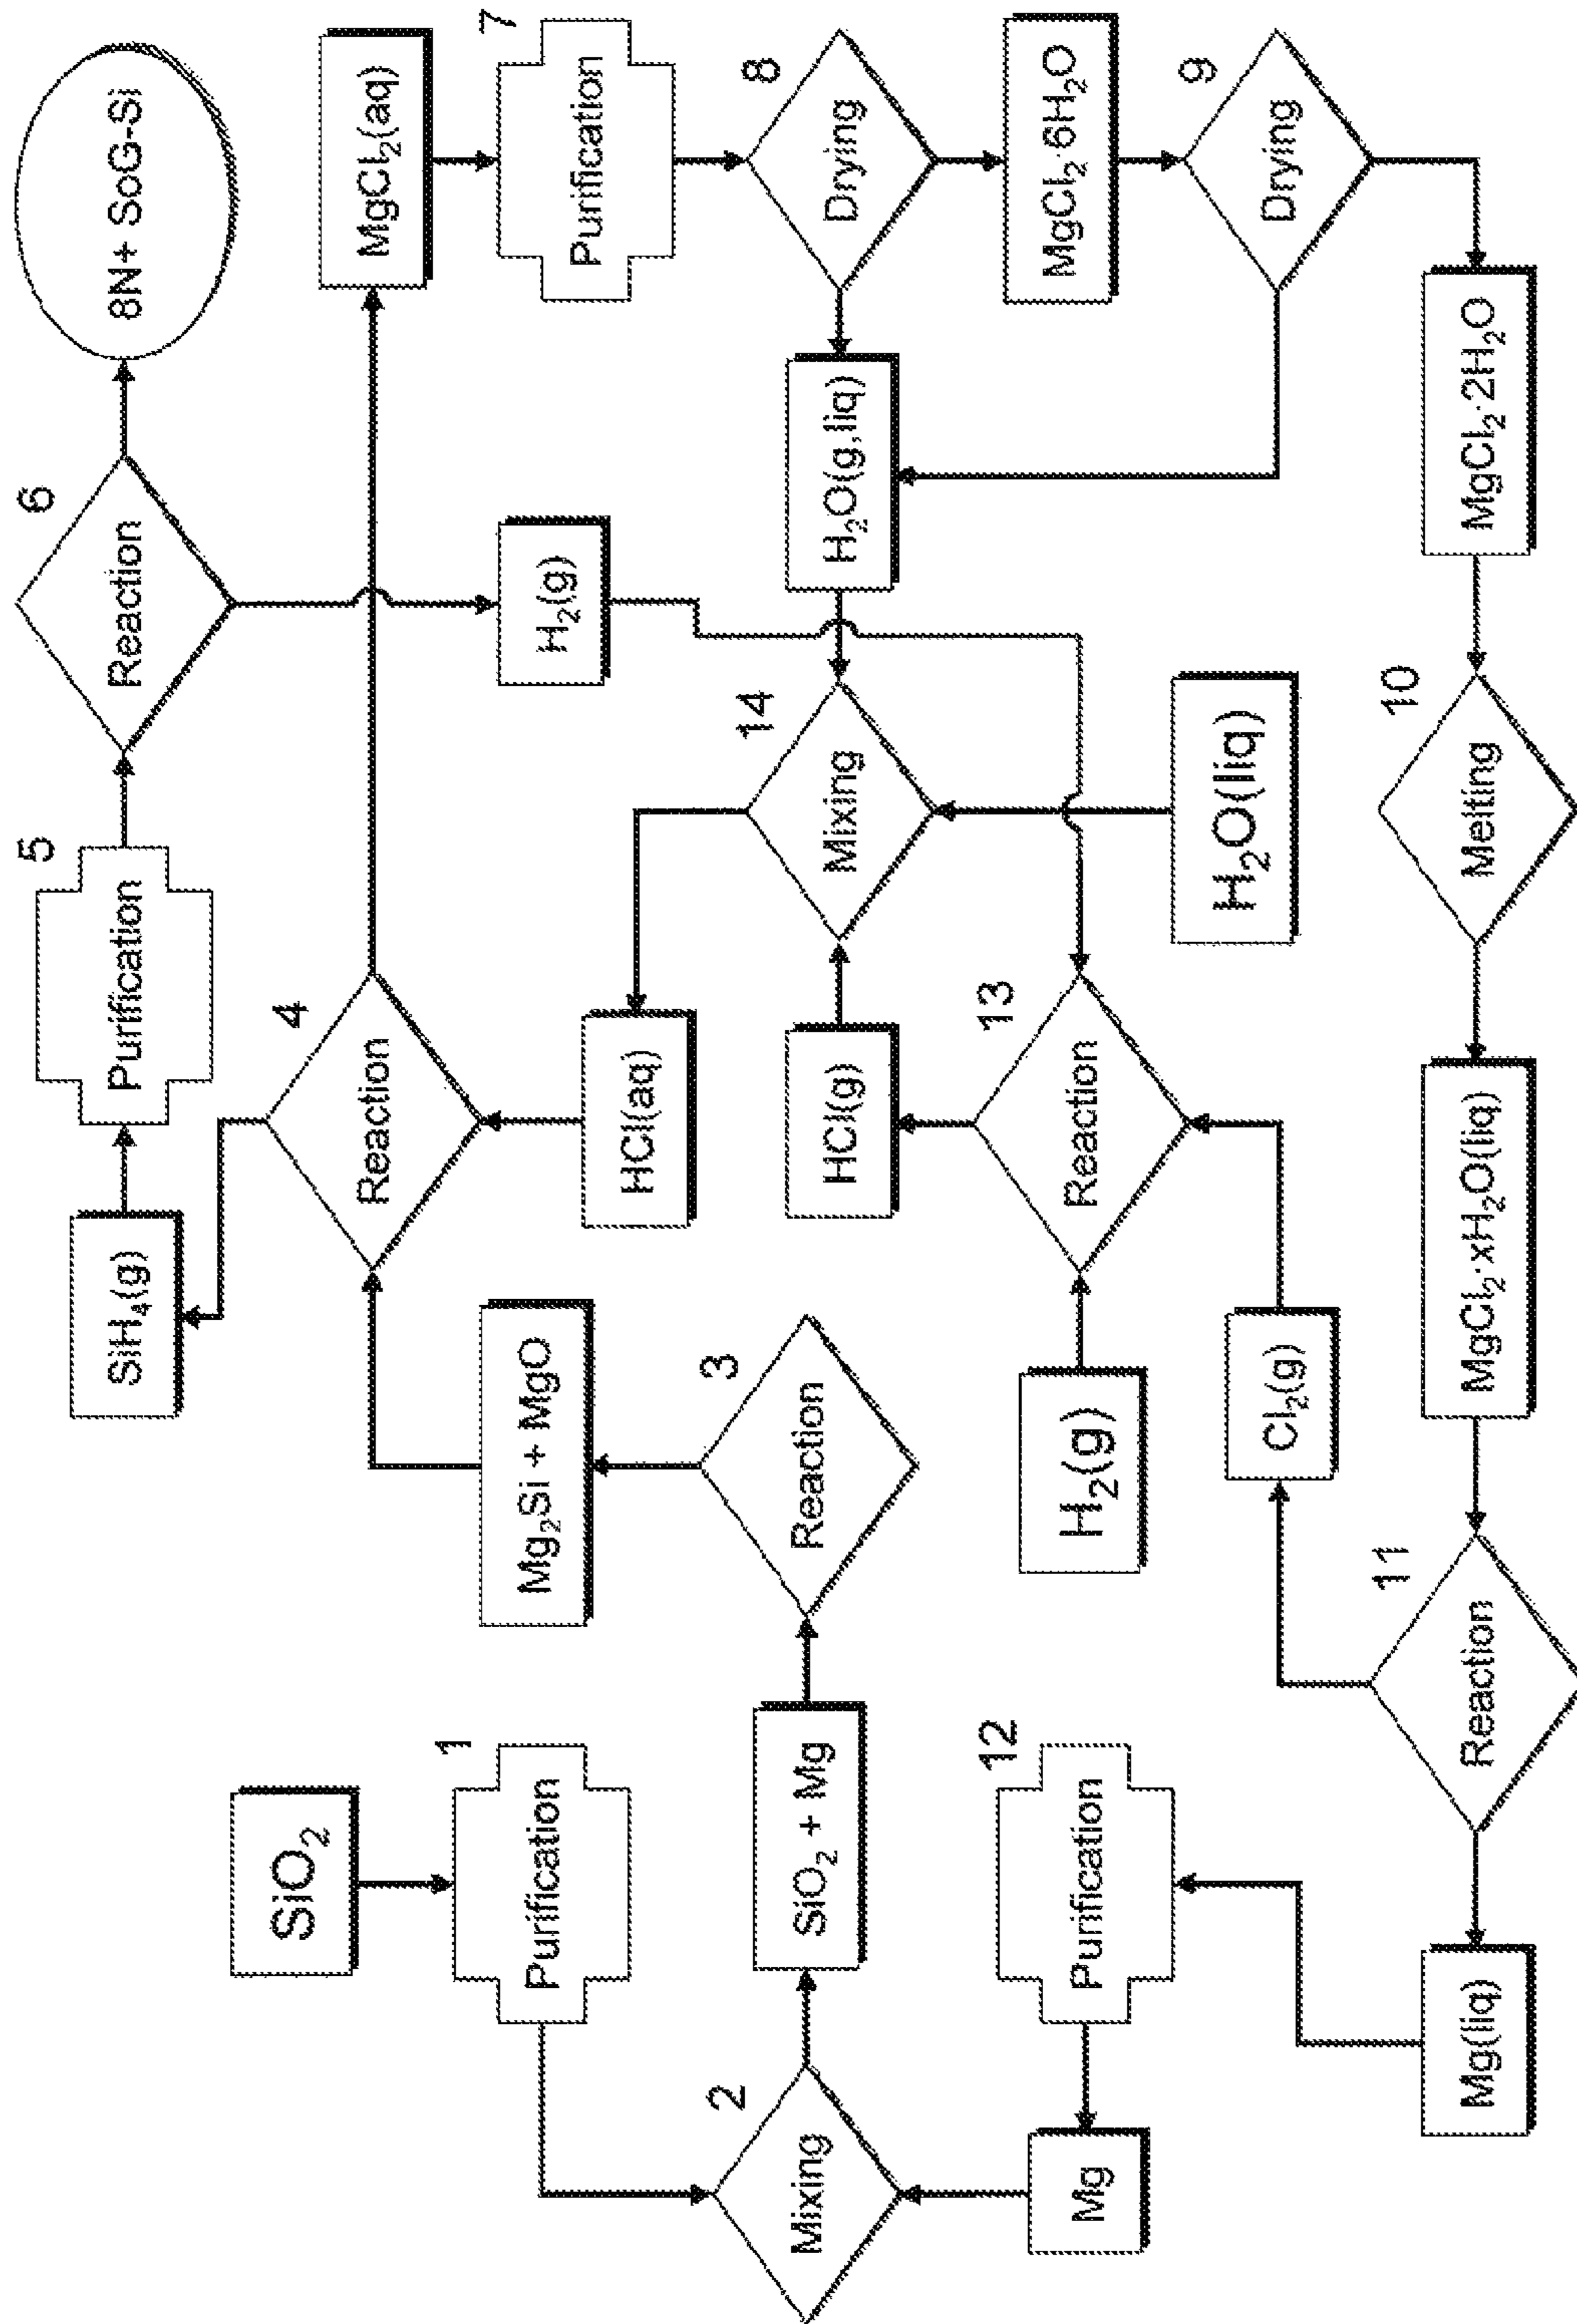 SiO2
1
Purification
2
Mixing
SiO2 + Mg
3
Reaction
Mg2Si + MgO
4
Reaction
SiH4(g)
5
Purification
6
Reaction
8N+ SoG-Si
H2(g)
MgCl2(aq)
7
Purification
8
Drying
H2O(g,liq)
MgCl2·6H2O
9
Drying
MgCl2·2H2O
10
Melting
MgCl2·xH2O(liq)
11
Reaction
Cl2(g)
Mg(liq)
12
Purification
Mg
H2(g)
13
Reaction
HCl(g)
14
Mixing
H2O(liq)
HCl(aq)